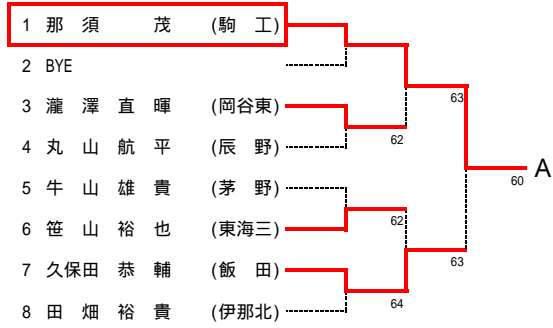 1 那 須 茂 (駒 工)
2 BYE
3 瀧 澤 直 暉 (岡谷東)
4 丸 山 航 平 (辰 野)
5 牛 山 雄 貴 (茅 野)
6 笹 山 裕 也 (東海三)
7 久保田 恭 輔 (飯 田)
8 田 畑 裕 貴 (伊那北)
62
62
64
63
63
60
A